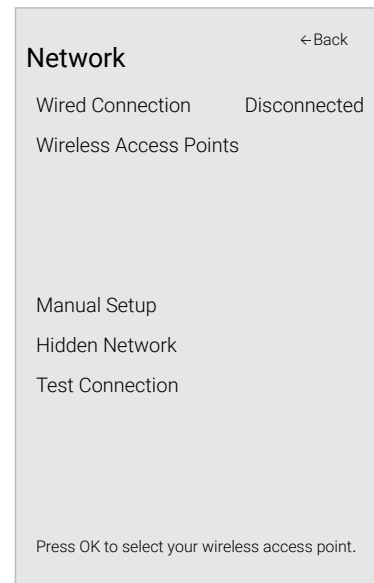 ←Back
Network
Wired Connection Disconnected
Wireless Access Points
Manual Setup
Hidden Network
Test Connection
Press OK to select your wireless access point.